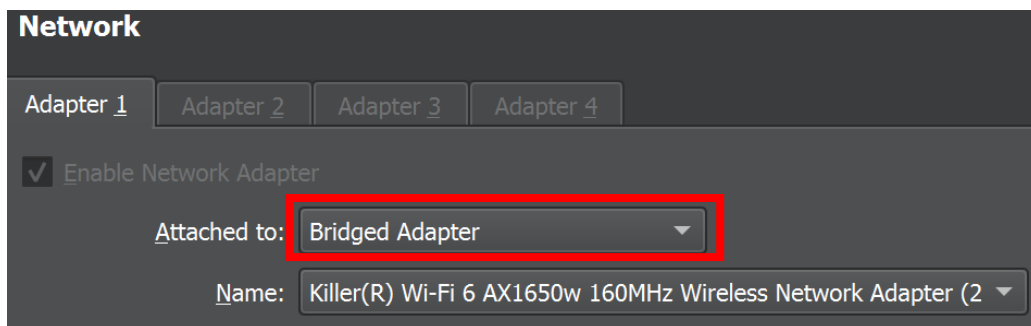 Network
Adapter 1 Adapter 2 Adapter 3 Adapter 4
Enable Network Adapter
Attached to: Bridged Adapter
Name: Killer(R) Wi-Fi 6 AX1650w 160MHz Wireless Network Adapter (2